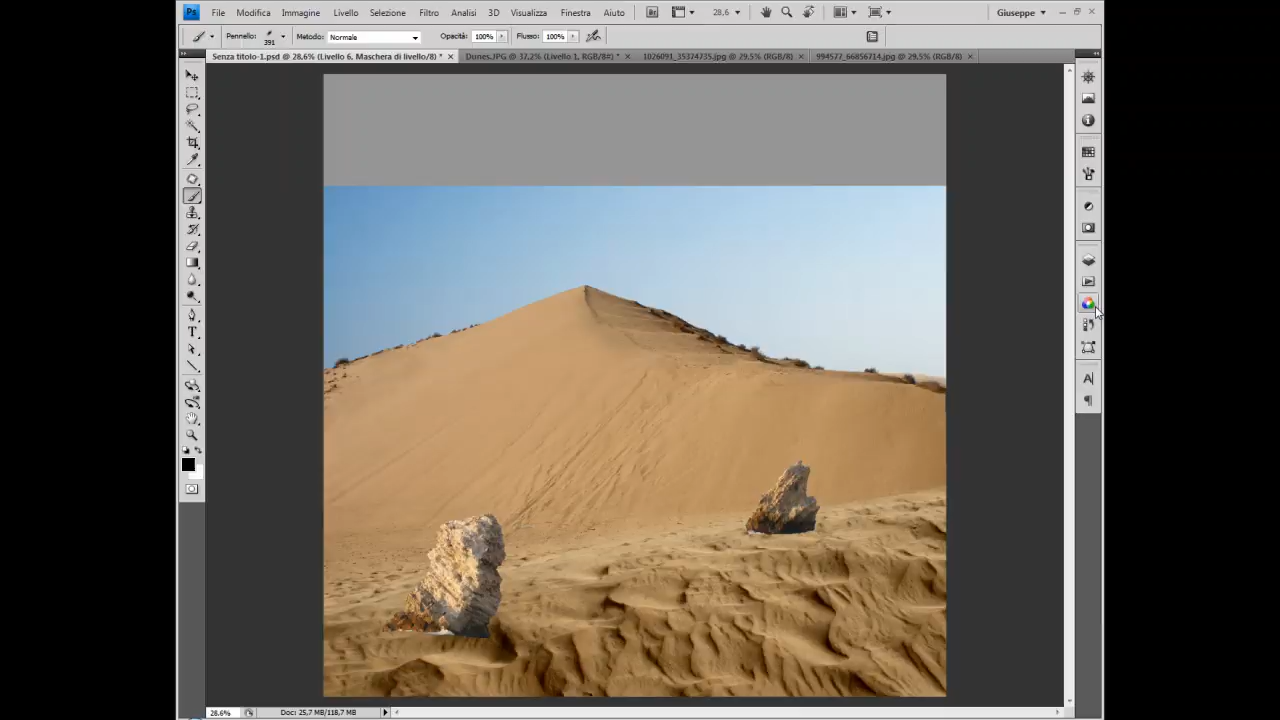 Ps File Modifica Immagine Livello Selezione Filtro Analisi 3D Visualizza Finestra Aiuto Br 28,6 Giuseppe
Pennello: 391 Metodo: Normale Opacità: 100% Flusso: 100%
Senza titolo-1.psd @ 28,6% (Livello 6, Maschera di livello/8) * Dunes.JPG @ 37,2% (Livello 1, RGB/8#) * 1026091_35374735.jpg @ 29,5% (RGB/8) 994577_66856714.jpg @ 29,5% (RGB/8)
T
A
28,6% Doc: 25,7 MB/118,7 MB